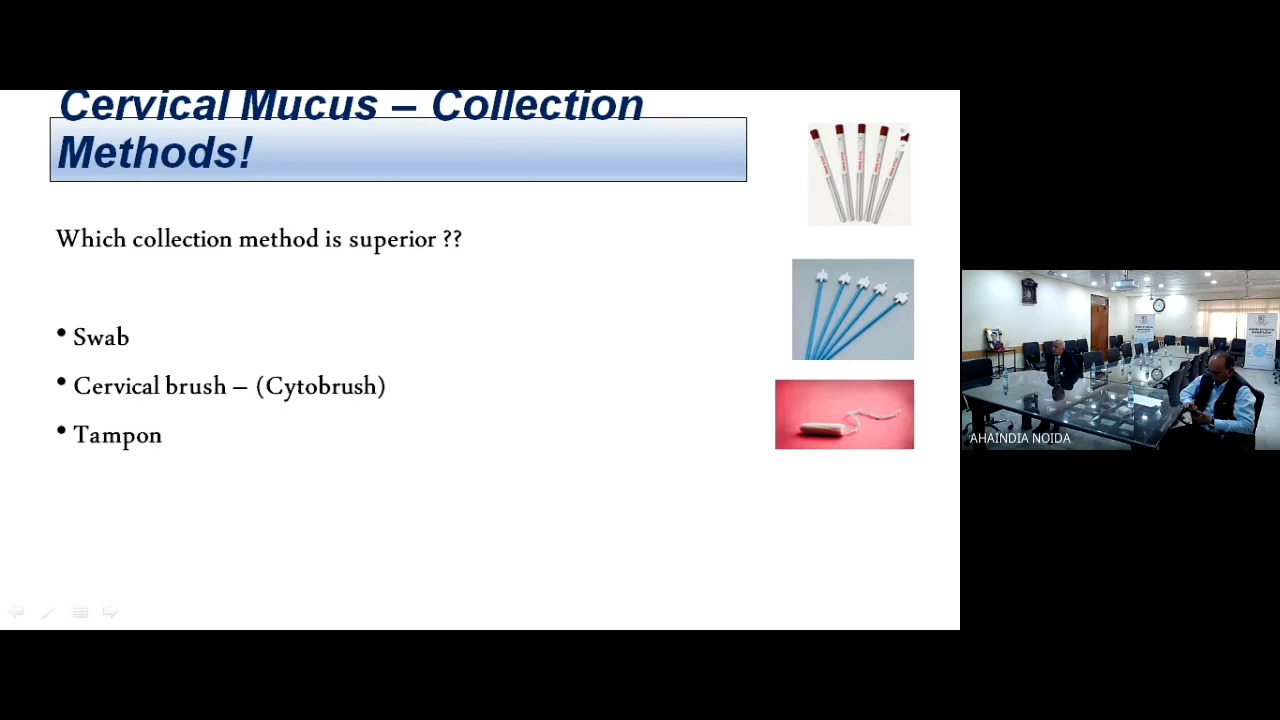 Cervical Mucus – Collection
Methods!
Which collection method is superior ??
• Swab
• Cervical brush – (Cytobrush)
• Tampon
AHAINDIA NOIDA